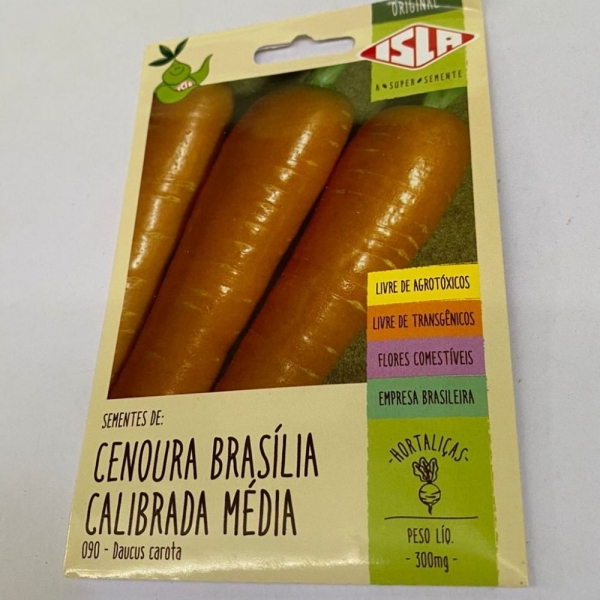 ORIGINAL
ISLA
A SUPER SEMENTE
LIVRE DE AGROTÓXICOS
LIVRE DE TRANSGÊNICOS
FLORES COMESTÍVEIS
EMPRESA BRASILEIRA
SEMENTES DE:
CENOURA BRASÍLIA
CALIBRADA MÉDIA
090 - Daucus carota
- HORTALIÇAS -
PESO LÍQ.
- 300mg -